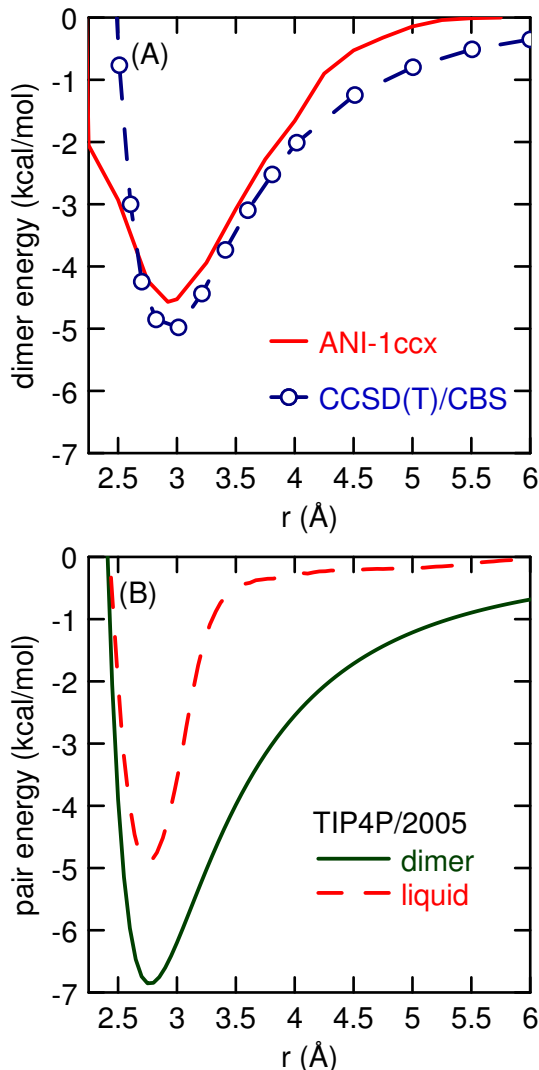 0
(A)
-1
-2
-3
-4
-5
-6
-7
dimer energy (kcal/mol)
ANI-1ccx
CCSD(T)/CBS
2.5 3 3.5 4 4.5 5 5.5 6
r (Å)
0
(B)
-1
-2
-3
-4
-5
-6
-7
pair energy (kcal/mol)
TIP4P/2005
dimer
liquid
2.5 3 3.5 4 4.5 5 5.5 6
r (Å)